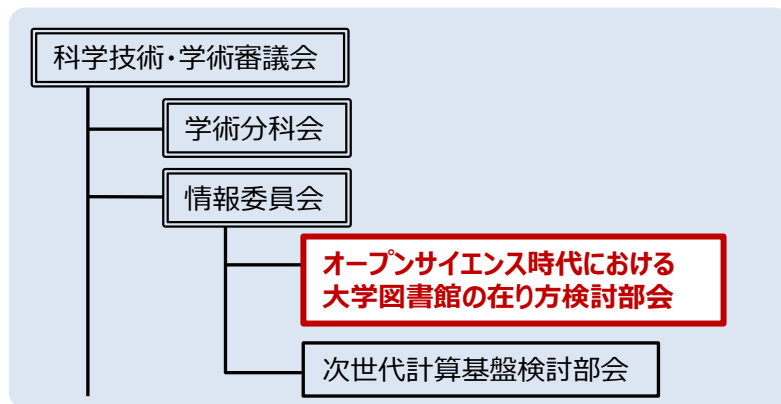 科学技術・学術審議会
学術分科会
情報委員会
オープンサイエンス時代における
大学図書館の在り方検討部会
次世代計算基盤検討部会